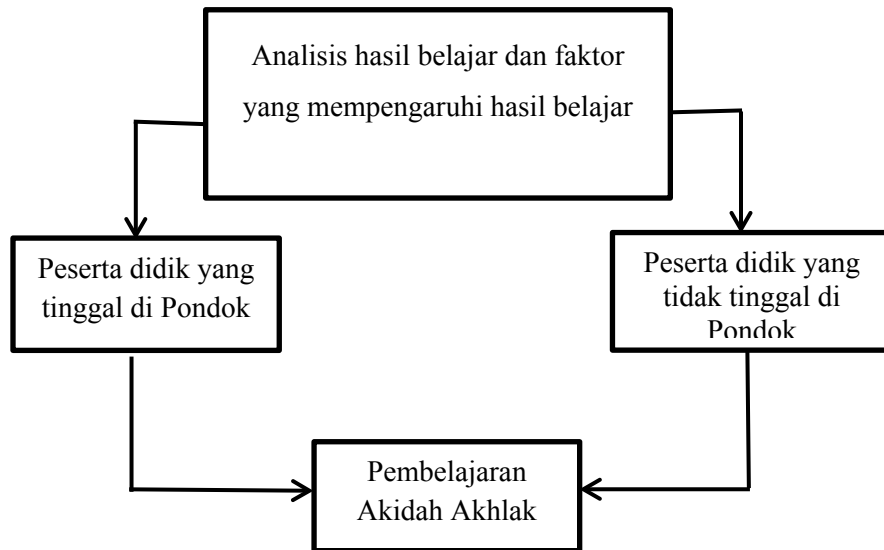 Analisis hasil belajar dan faktor
yang mempengaruhi hasil belajar
Peserta didik yang
tinggal di Pondok
Peserta didik yang
tidak tinggal di
Pondok
Pembelajaran
Akidah Akhlak